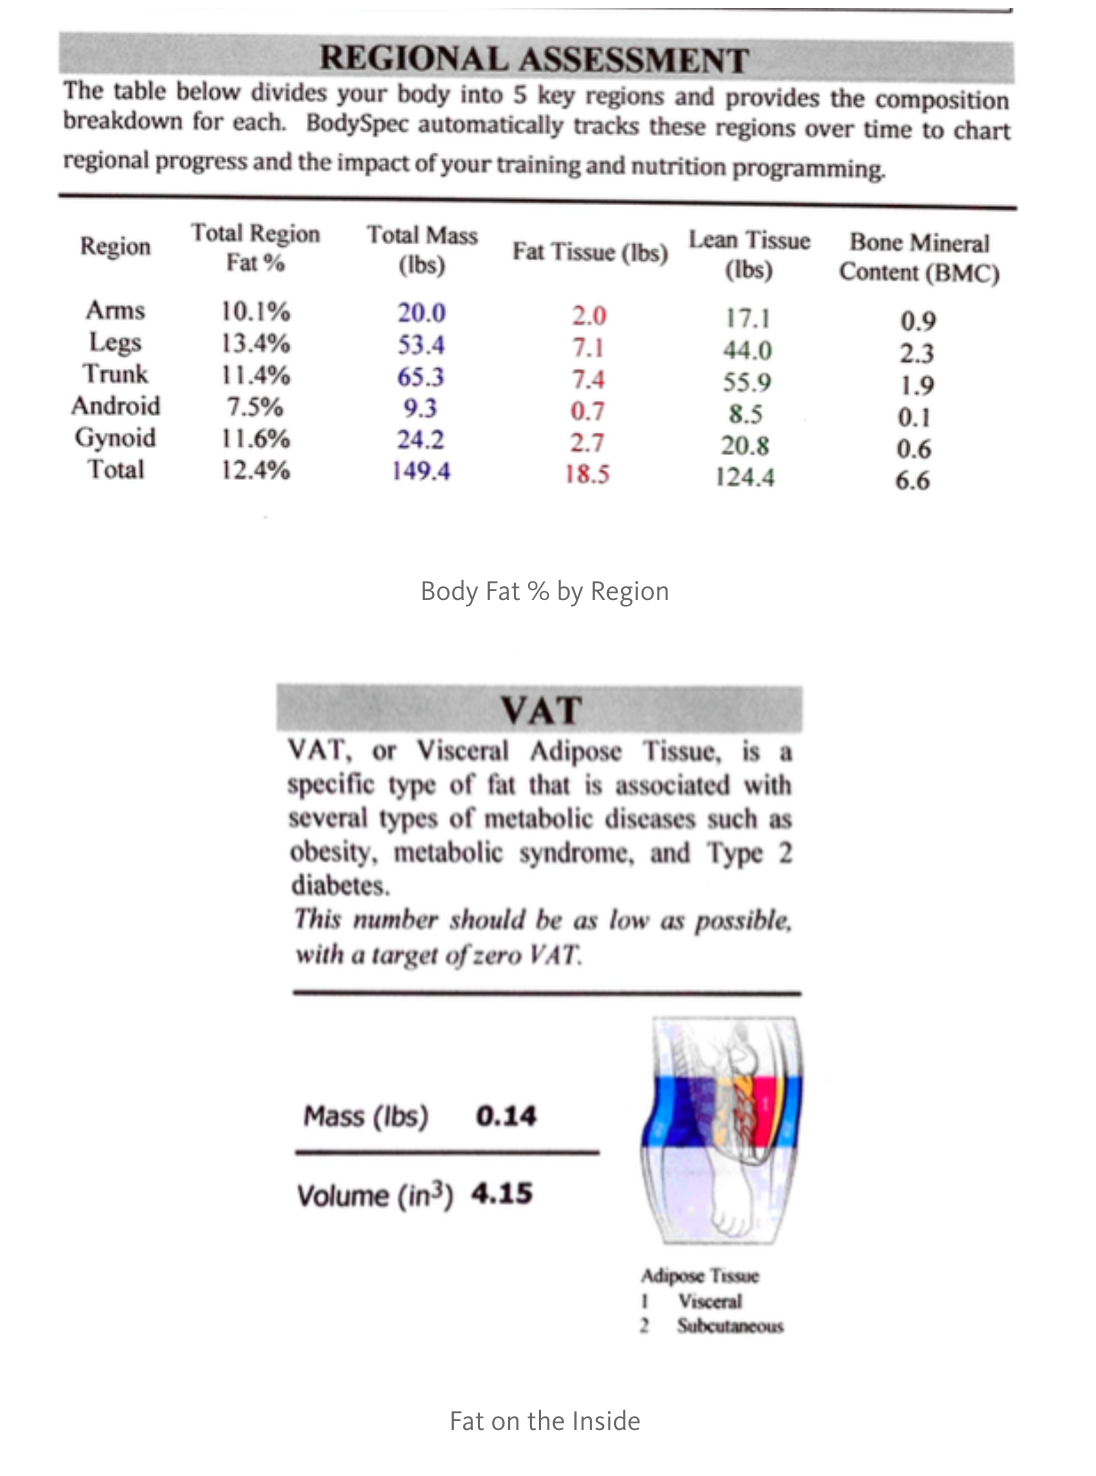 REGIONAL ASSESSMENT
The table below divides your body into 5 key regions and provides the composition
breakdown for each. BodySpec automatically tracks these regions over time to chart
regional progress and the impact of your training and nutrition programming.
Region Total Region Fat % Total Mass (lbs) Fat Tissue (lbs) Lean Tissue (lbs) Bone Mineral Content (BMC)
Arms 10.1% 20.0 2.0 17.1 0.9
Legs 13.4% 53.4 7.1 44.0 2.3
Trunk 11.4% 65.3 7.4 55.9 1.9
Android 7.5% 9.3 0.7 8.5 0.1
Gynoid 11.6% 24.2 2.7 20.8 0.6
Total 12.4% 149.4 18.5 124.4 6.6
Body Fat % by Region
VAT
VAT, or Visceral Adipose Tissue, is a
specific type of fat that is associated with
several types of metabolic diseases such as
obesity, metabolic syndrome, and Type 2
diabetes.
This number should be as low as possible,
with a target of zero VAT.
Mass (lbs) 0.14
Volume (in³) 4.15
Adipose Tissue
1 Visceral
2 Subcutaneous
Fat on the Inside